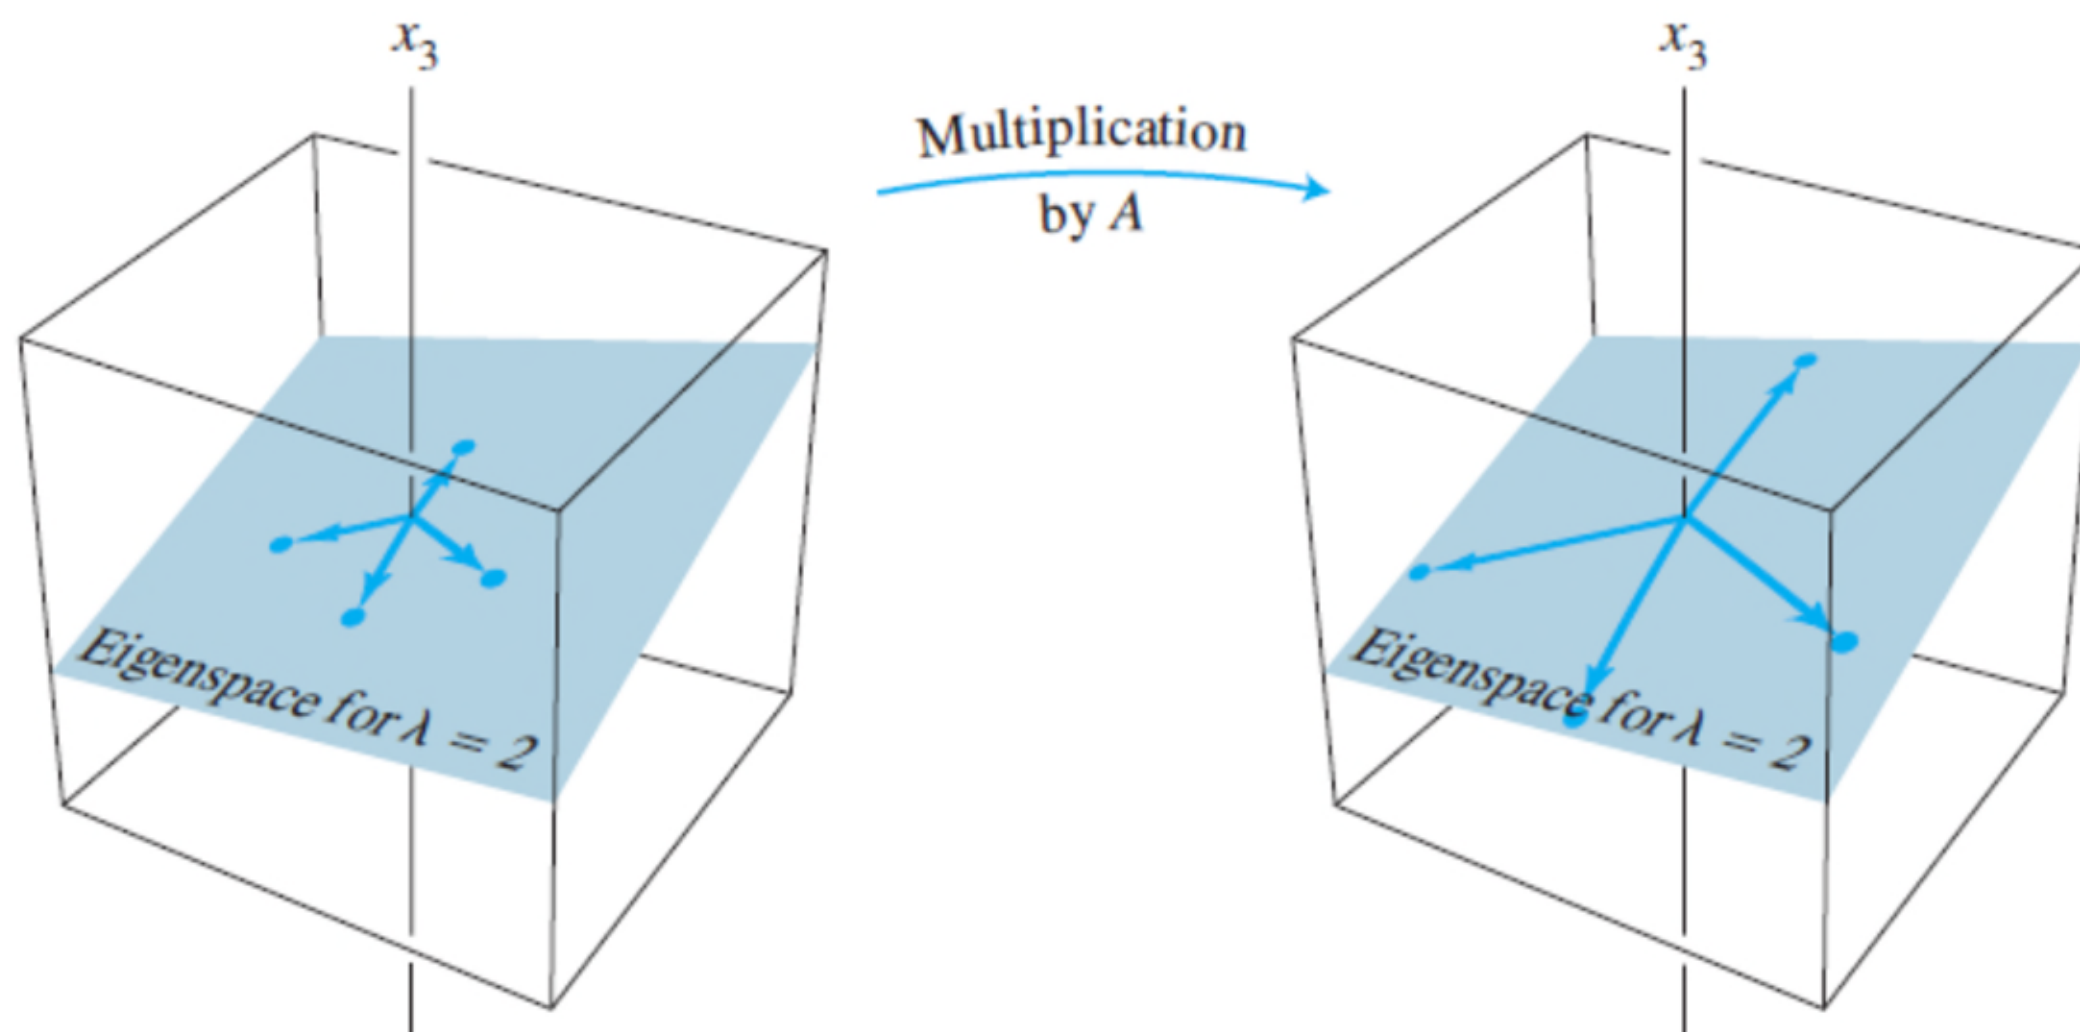 x₃
Multiplication
by A
x₃
Eigenspace for λ = 2
Eigenspace for λ = 2